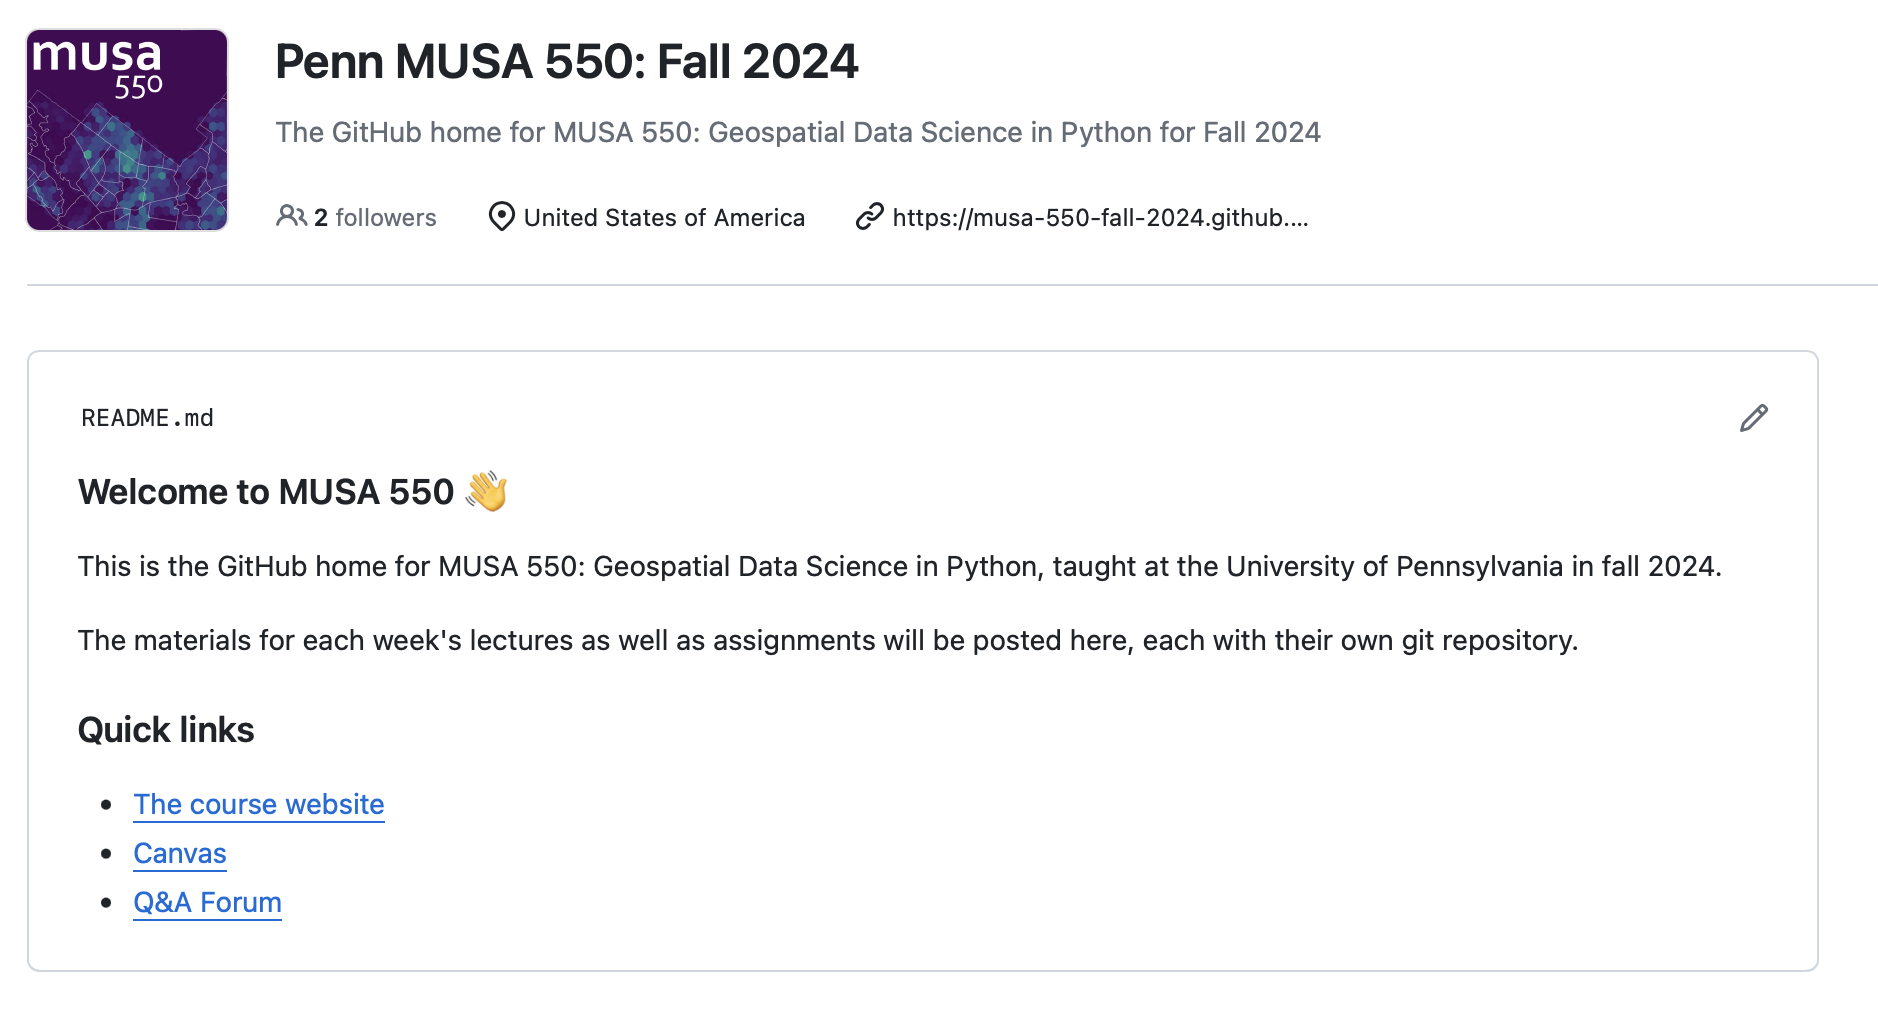 musa
550
Penn MUSA 550: Fall 2024
The GitHub home for MUSA 550: Geospatial Data Science in Python for Fall 2024
2 followers
United States of America
https://musa-550-fall-2024.github....
README.md
Welcome to MUSA 550 👋
This is the GitHub home for MUSA 550: Geospatial Data Science in Python, taught at the University of Pennsylvania in fall 2024.
The materials for each week's lectures as well as assignments will be posted here, each with their own git repository.
Quick links
• The course website
• Canvas
• Q&A Forum